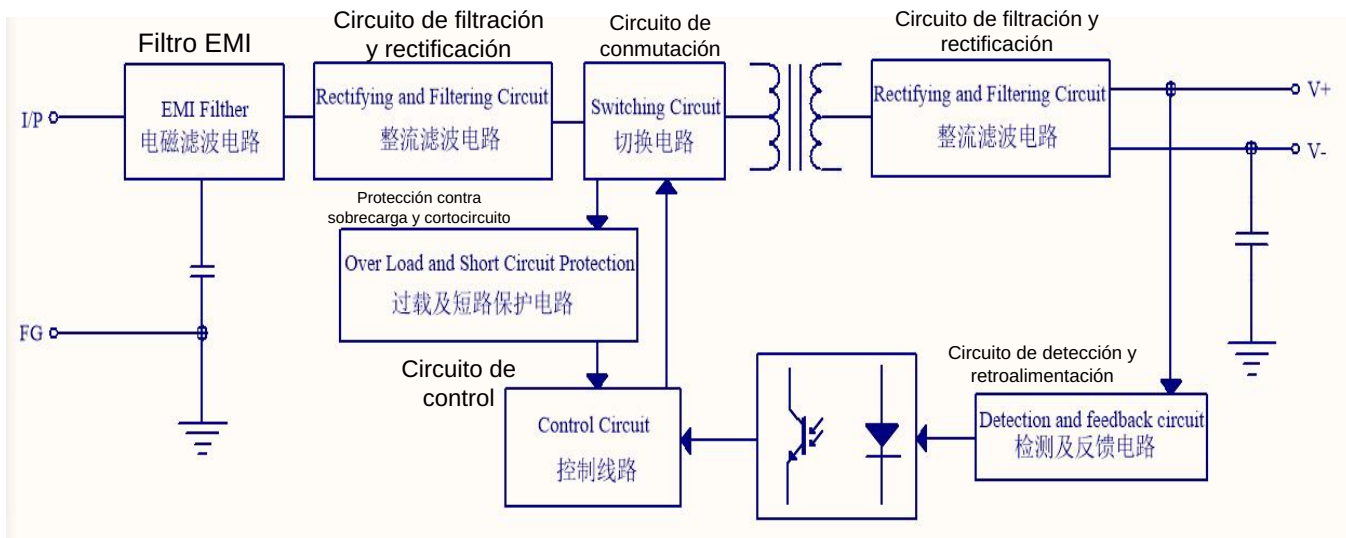 Filtro EMI
Circuito de filtración
y rectificación
Circuito de
conmutación
Circuito de filtración y
rectificación
I/P
EMI Filther
电磁滤波电路
Rectifying and Filtering Circuit
整流滤波电路
Switching Circuit
切换电路
Rectifying and Filtering Circuit
整流滤波电路
V+
V-
Protección contra
sobrecarga y cortocircuito
Over Load and Short Circuit Protection
过载及短路保护电路
FG
Circuito de
control
Control Circuit
控制线路
Circuito de detección y
retroalimentación
Detection and feedback circuit
检测及反馈电路